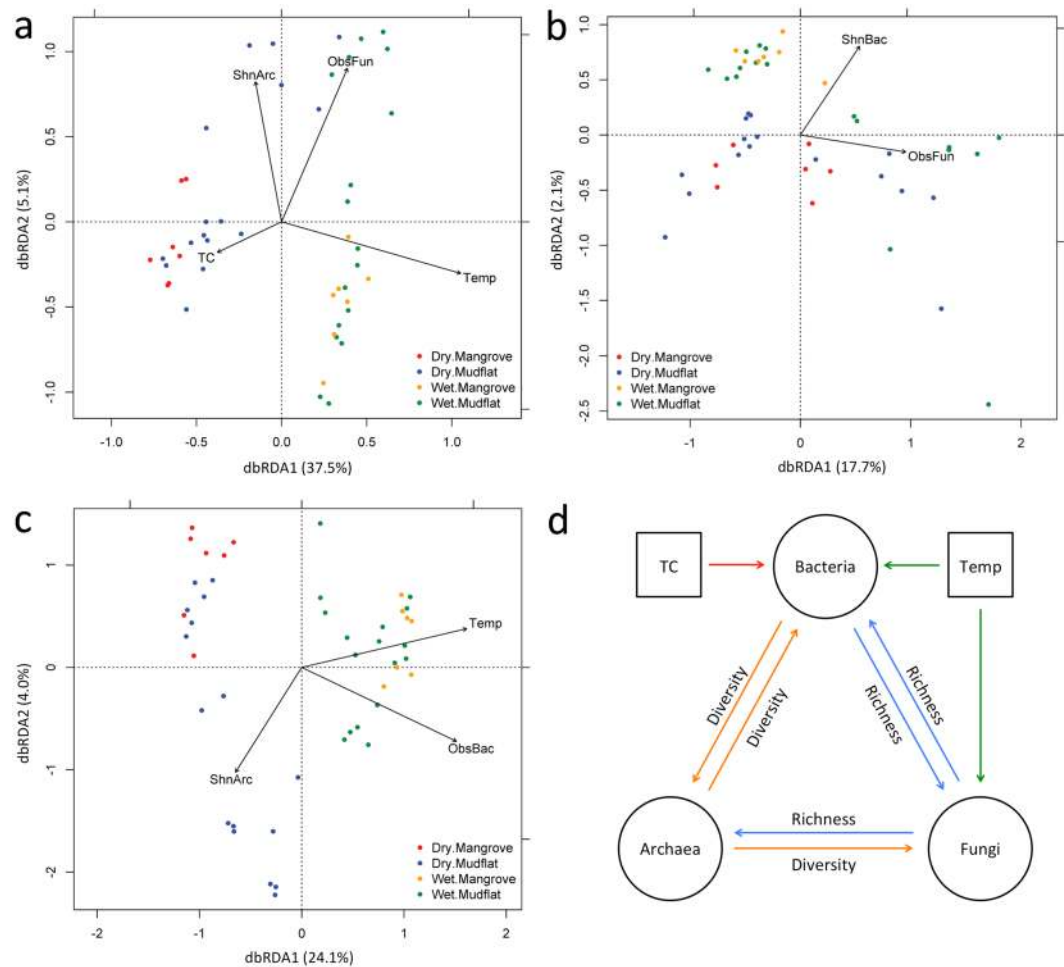 a
1.0
0.5
0.0
-0.5
-1.0
dbRDA2 (5.1%)
ShnArc
ObsFun
TC
Temp
Dry.Mangrove
Dry.Mudflat
Wet.Mangrove
Wet.Mudflat
-1.0
-0.5
0.0
0.5
1.0
dbRDA1 (37.5%)
b
1.0
0.5
0.0
-0.5
-1.0
-1.5
-2.0
-2.5
dbRDA2 (2.1%)
ShnBac
ObsFun
Dry.Mangrove
Dry.Mudflat
Wet.Mangrove
Wet.Mudflat
-1
0
1
2
dbRDA1 (17.7%)
c
1
0
-1
-2
dbRDA2 (4.0%)
Temp
ObsBac
ShnArc
Dry.Mangrove
Dry.Mudflat
Wet.Mangrove
Wet.Mudflat
-2
-1
0
1
2
dbRDA1 (24.1%)
d
TC
Bacteria
Temp
Diversity
Diversity
Richness
Richness
Archaea
Richness
Diversity
Fungi